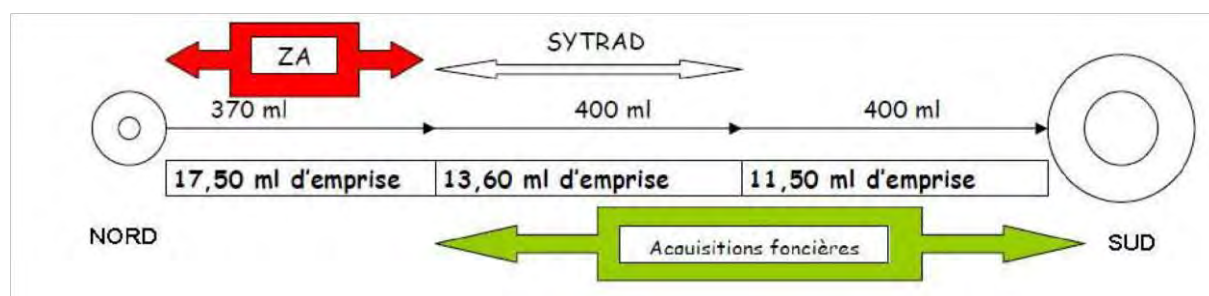 ZA
SYTRAD
370 ml
400 ml
400 ml
17,50 ml d'emprise
13,60 ml d'emprise
11,50 ml d'emprise
NORD
SUD
Acquisitions foncières